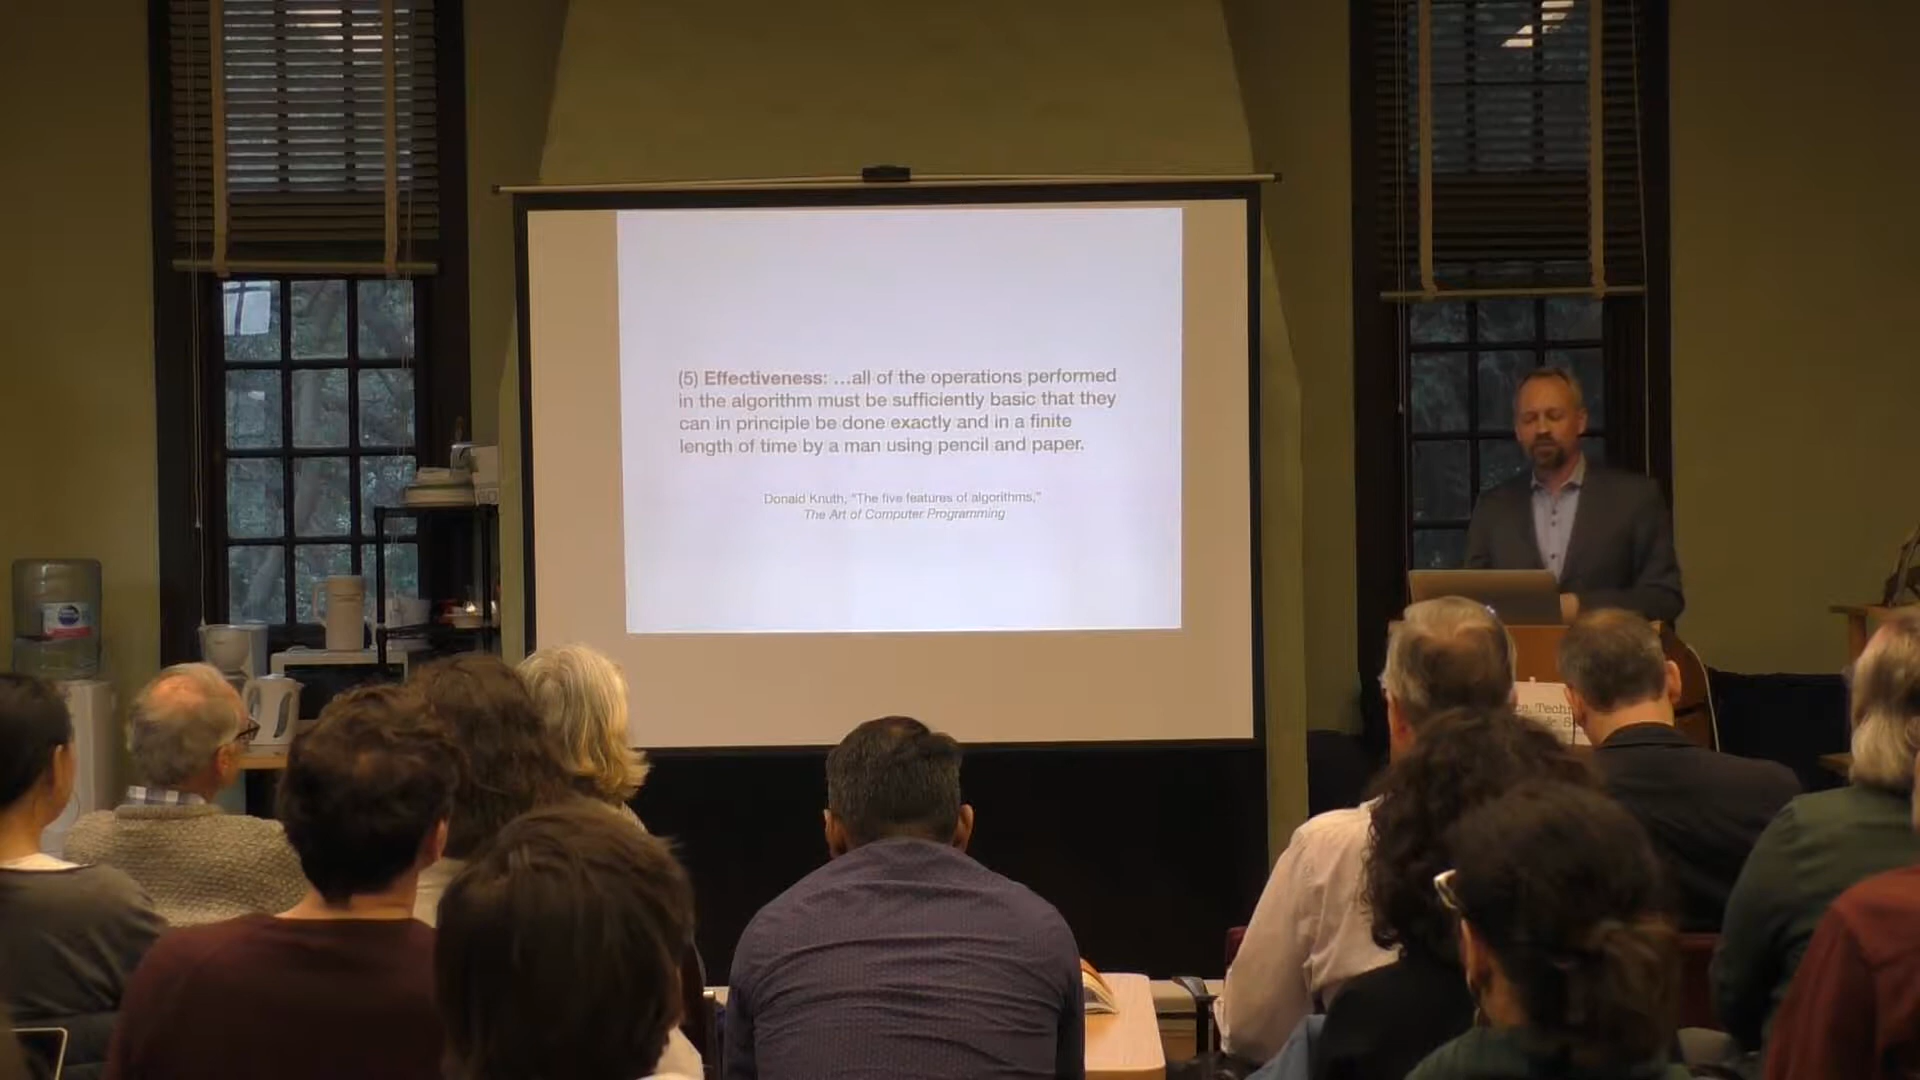 (5) Effectiveness: …all of the operations performed
in the algorithm must be sufficiently basic that they
can in principle be done exactly and in a finite
length of time by a man using pencil and paper.
Donald Knuth, "The five features of algorithms,"
The Art of Computer Programming